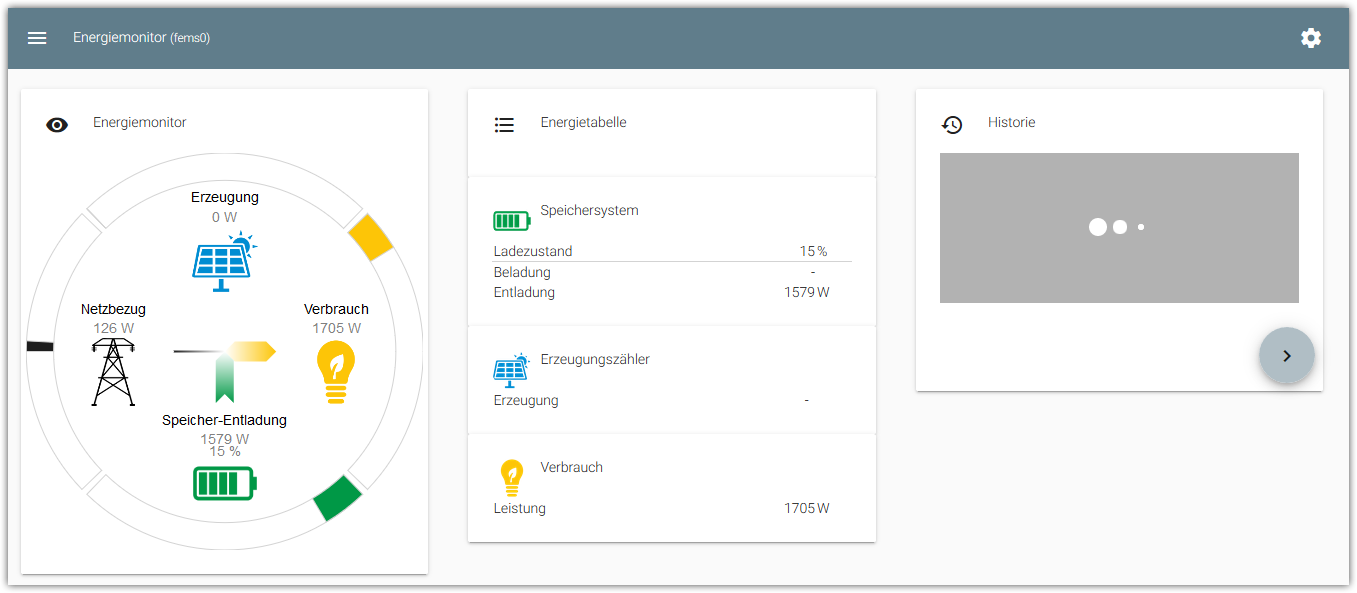 Energiemonitor (fems0)
Energiemonitor
Erzeugung
0 W
Netzbezug
126 W
Verbrauch
1705 W
Speicher-Entladung
1579 W
15 %
Energietabelle
Speichersystem
Ladezustand 15 %
Beladung -
Entladung 1579 W
Erzeugungszähler
Erzeugung -
Verbrauch
Leistung 1705 W
Historie